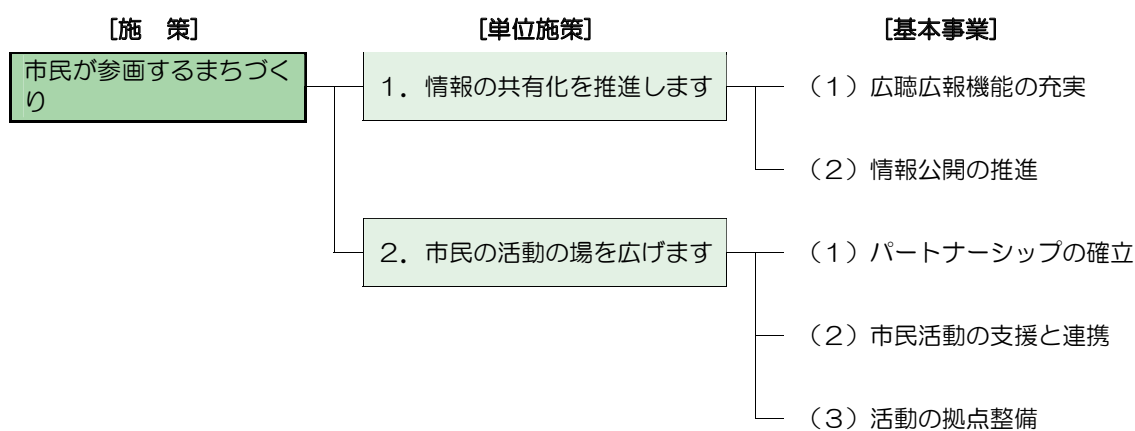 [施　策]
[単位施策]
[基本事業]
市民が参画するまちづく
り
１．情報の共有化を推進します
（１）広聴広報機能の充実
（２）情報公開の推進
２．市民の活動の場を広げます
（１）パートナーシップの確立
（２）市民活動の支援と連携
（３）活動の拠点整備